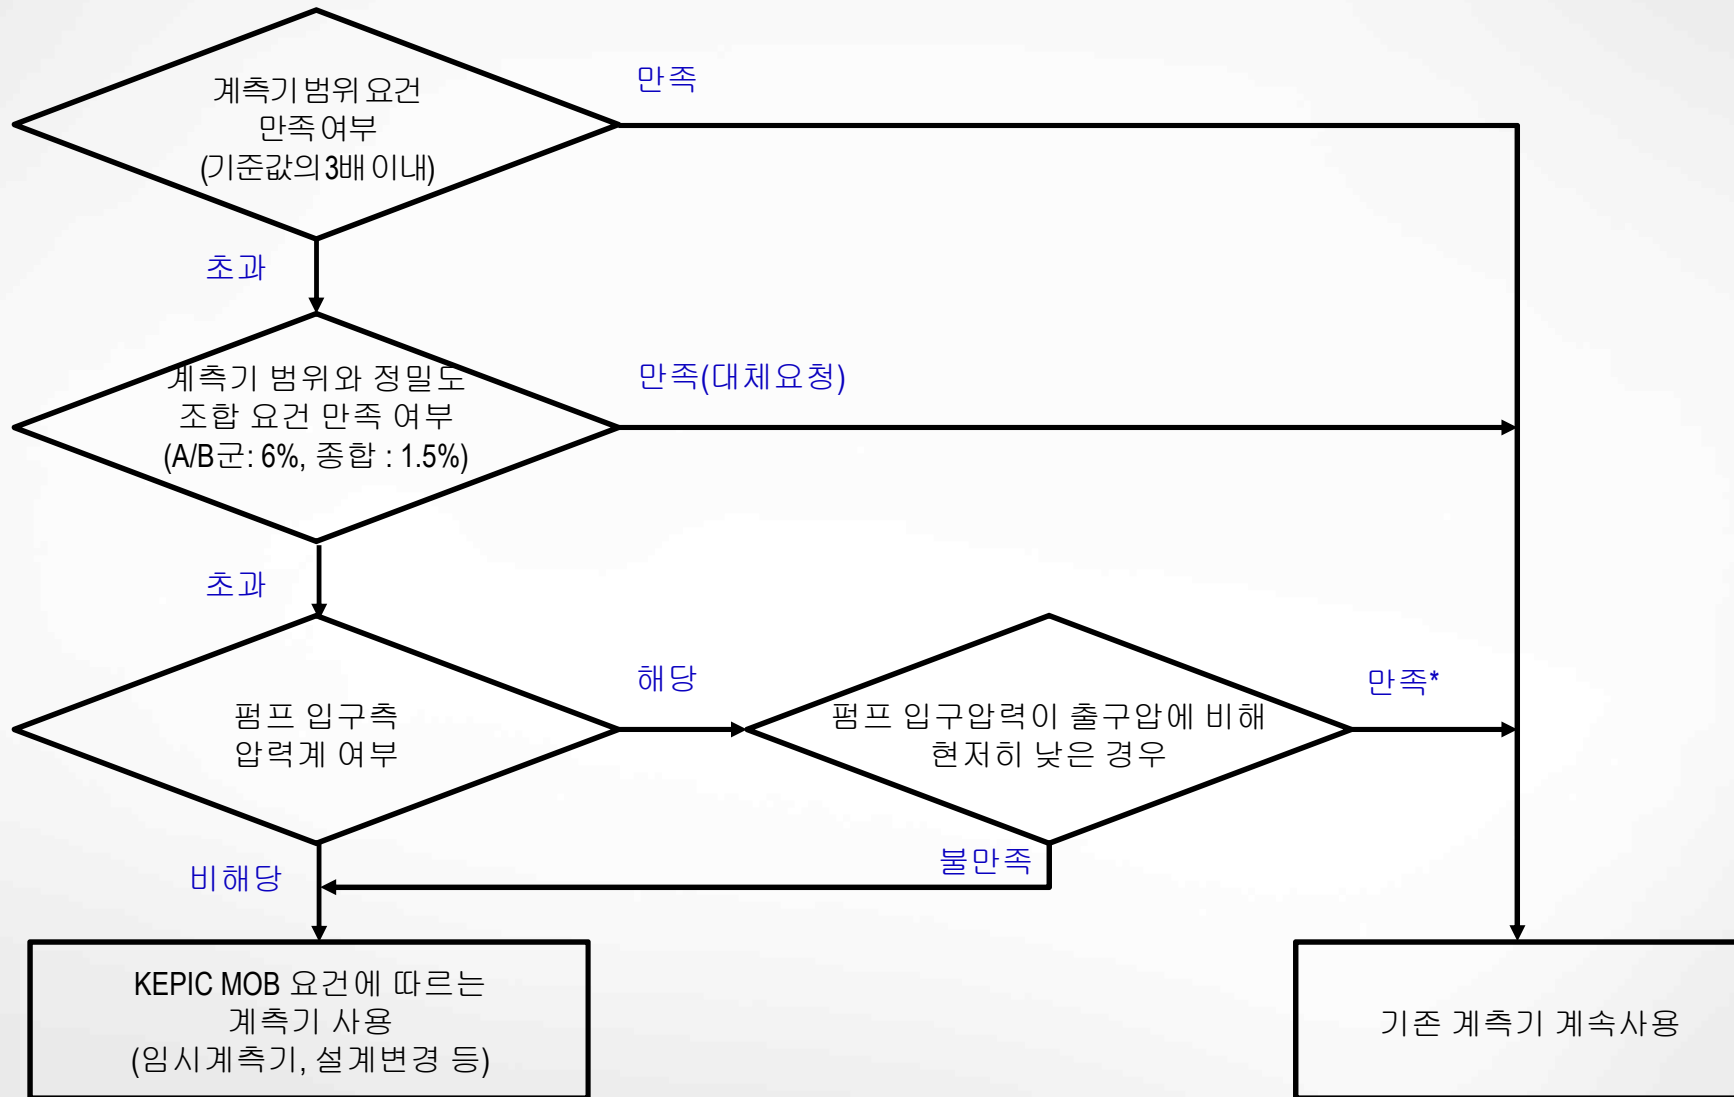 계측기 범위 요건
만족 여부
(기준값의 3배 이내)
만족
초과
계측기 범위와 정밀도
조합 요건 만족 여부
(A/B군: 6%, 종합 : 1.5%)
만족(대체요청)
초과
펌프 입구측
압력계 여부
해당
펌프 입구압력이 출구압에 비해
현저히 낮은 경우
만족*
비해당
불만족
KEPIC MOB 요건에 따르는
계측기 사용
(임시계측기, 설계변경 등)
기존 계측기 계속사용